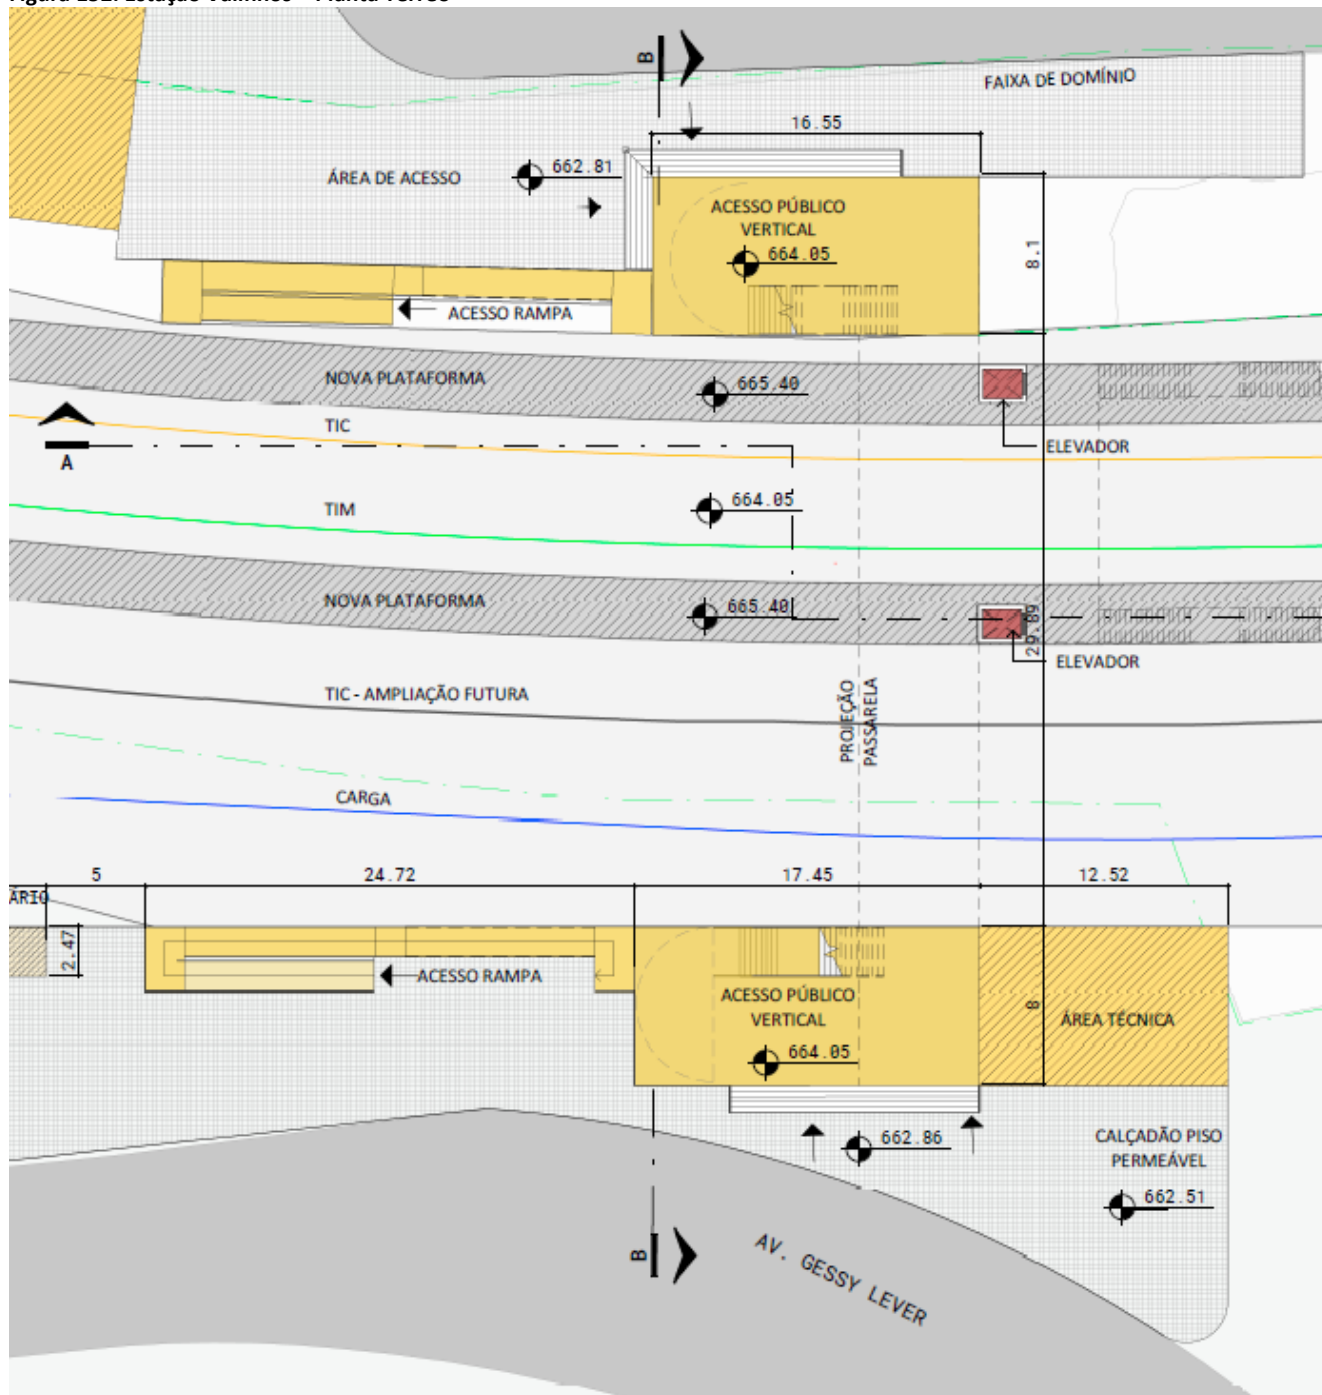 B
FAIXA DE DOMÍNIO
16.55
662.81
ÁREA DE ACESSO
ACESSO PÚBLICO
VERTICAL
664.05
8.1
ACESSO RAMPA
NOVA PLATAFORMA
665.40
TIC
ELEVADOR
A
TIM
664.05
NOVA PLATAFORMA
665.40
29.89
ELEVADOR
TIC - AMPLIAÇÃO FUTURA
PROJEÇÃO
PASSARELA
CARGA
5
24.72
17.45
12.52
ÁRIO
2.47
ACESSO RAMPA
ACESSO PÚBLICO
VERTICAL
664.05
8
ÁREA TÉCNICA
662.86
CALÇADÃO PISO
PERMEÁVEL
662.51
B
AV. GESSY LEVER